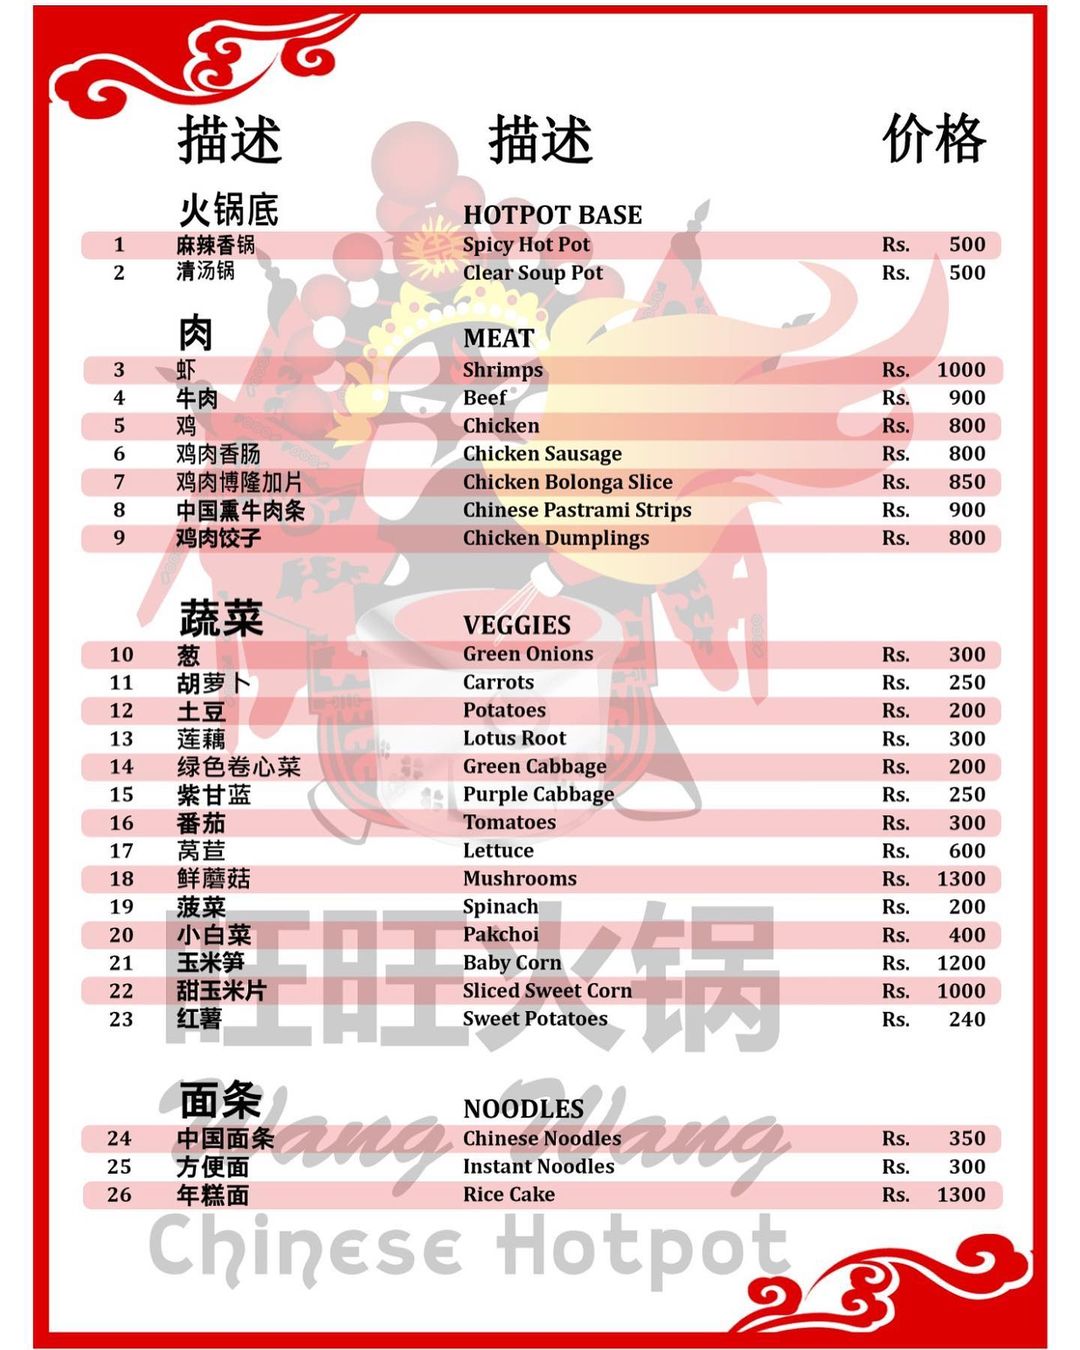 描述 描述 价格
火锅底 HOTPOT BASE
1 麻辣香锅 Spicy Hot Pot Rs. 500
2 清汤锅 Clear Soup Pot Rs. 500
肉 MEAT
3 虾 Shrimps Rs. 1000
4 牛肉 Beef Rs. 900
5 鸡 Chicken Rs. 800
6 鸡肉香肠 Chicken Sausage Rs. 800
7 鸡肉博隆加片 Chicken Bolonga Slice Rs. 850
8 中国熏牛肉条 Chinese Pastrami Strips Rs. 900
9 鸡肉饺子 Chicken Dumplings Rs. 800
蔬菜 VEGGIES
10 葱 Green Onions Rs. 300
11 胡萝卜 Carrots Rs. 250
12 土豆 Potatoes Rs. 200
13 莲藕 Lotus Root Rs. 300
14 绿色卷心菜 Green Cabbage Rs. 200
15 紫甘蓝 Purple Cabbage Rs. 250
16 番茄 Tomatoes Rs. 300
17 莴苣 Lettuce Rs. 600
18 鲜蘑菇 Mushrooms Rs. 1300
19 菠菜 Spinach Rs. 200
20 小白菜 Pakchoi Rs. 400
21 玉米笋 Baby Corn Rs. 1200
22 甜玉米片 Sliced Sweet Corn Rs. 1000
23 红薯 Sweet Potatoes Rs. 240
旺旺火锅
面条 NOODLES
24 中国面条 Chinese Noodles Rs. 350
25 方便面 Instant Noodles Rs. 300
26 年糕面 Rice Cake Rs. 1300
Wang Wang
Chinese Hotpot